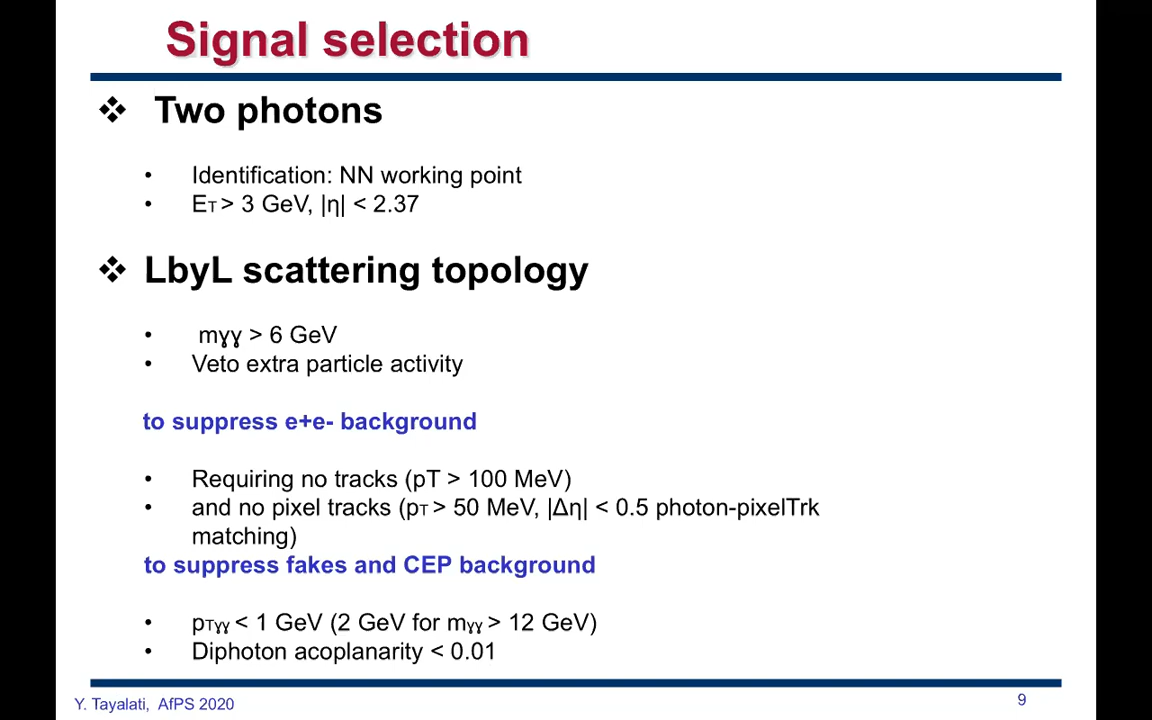 Signal selection
❖ Two photons
• Identification: NN working point
• ET > 3 GeV, |η| < 2.37
❖ LbyL scattering topology
• mɣɣ > 6 GeV
• Veto extra particle activity
to suppress e+e- background
• Requiring no tracks (pT > 100 MeV)
• and no pixel tracks (pT > 50 MeV, |Δη| < 0.5 photon-pixelTrk
matching)
to suppress fakes and CEP background
• pTɣɣ < 1 GeV (2 GeV for mɣɣ > 12 GeV)
• Diphoton acoplanarity < 0.01
Y. Tayalati, AfPS 2020
9